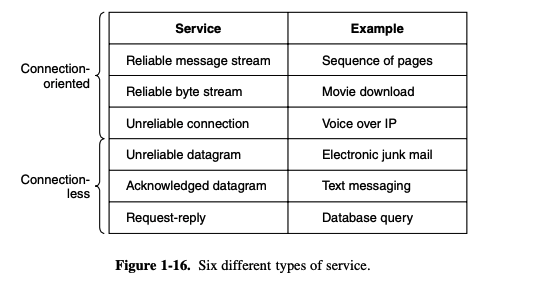 Service Example
Connection-
oriented
Reliable message stream Sequence of pages
Reliable byte stream Movie download
Unreliable connection Voice over IP
Connection-
less
Unreliable datagram Electronic junk mail
Acknowledged datagram Text messaging
Request-reply Database query
Figure 1-16. Six different types of service.